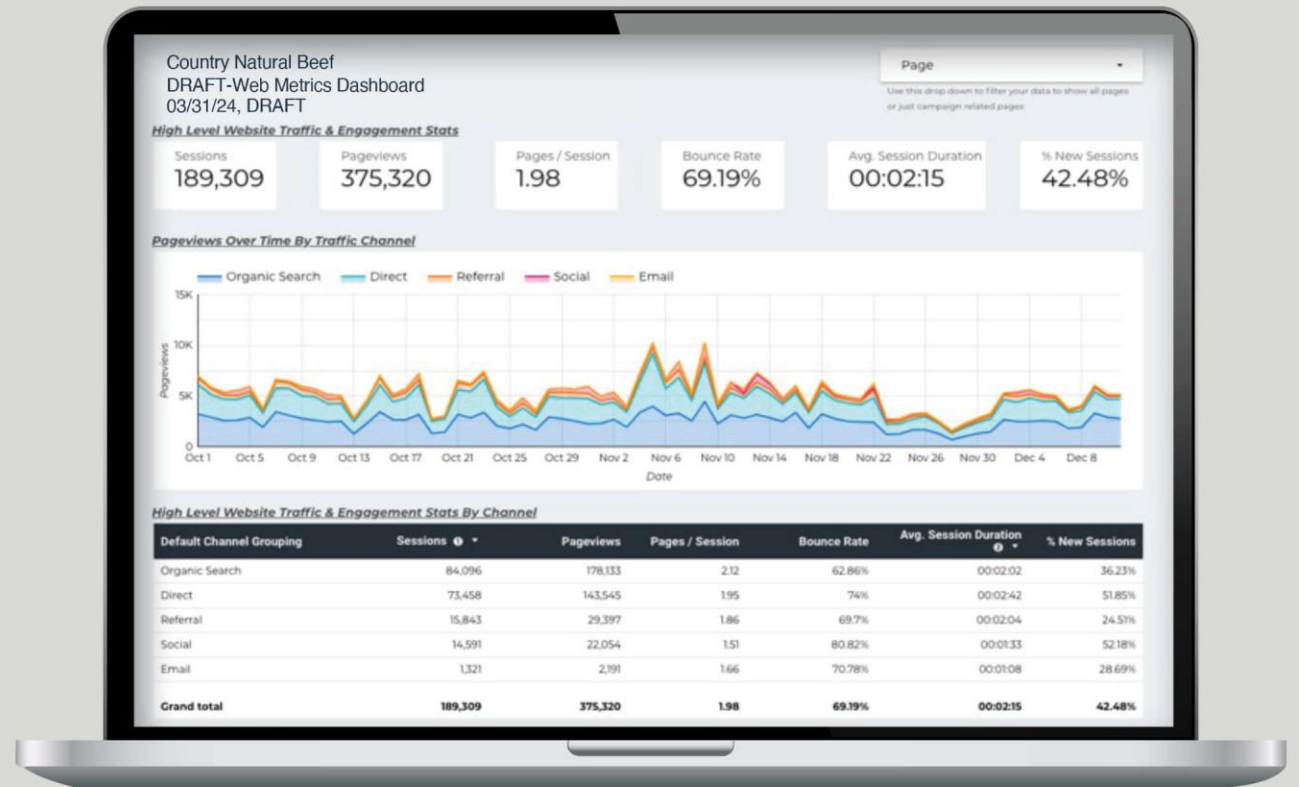 Country Natural Beef
DRAFT-Web Metrics Dashboard
03/31/24, DRAFT
Page
Use this drop down to filter your data to show all pages
or just campaign related pages
High Level Website Traffic & Engagement Stats
Sessions Pageviews Pages / Session Bounce Rate Avg. Session Duration % New Sessions
189,309 375,320 1.98 69.19% 00:02:15 42.48%
Pageviews Over Time By Traffic Channel
Organic Search Direct Referral Social Email
15K
10K
5K
0
Pageviews
Oct 1 Oct 5 Oct 9 Oct 13 Oct 17 Oct 21 Oct 25 Oct 29 Nov 2 Nov 6 Nov 10 Nov 14 Nov 18 Nov 22 Nov 26 Nov 30 Dec 4 Dec 8
Date
High Level Website Traffic & Engagement Stats By Channel
Default Channel Grouping Sessions Pageviews Pages / Session Bounce Rate Avg. Session Duration % New Sessions
Organic Search 84,096 178,133 2.12 62.86% 00:02:02 36.23%
Direct 73,458 143,545 1.95 74% 00:02:42 51.85%
Referral 15,843 29,397 1.86 69.7% 00:02:04 24.51%
Social 14,591 22,054 1.51 80.82% 00:01:33 52.18%
Email 1,321 2,191 1.66 70.78% 00:01:08 28.69%
Grand total 189,309 375,320 1.98 69.19% 00:02:15 42.48%